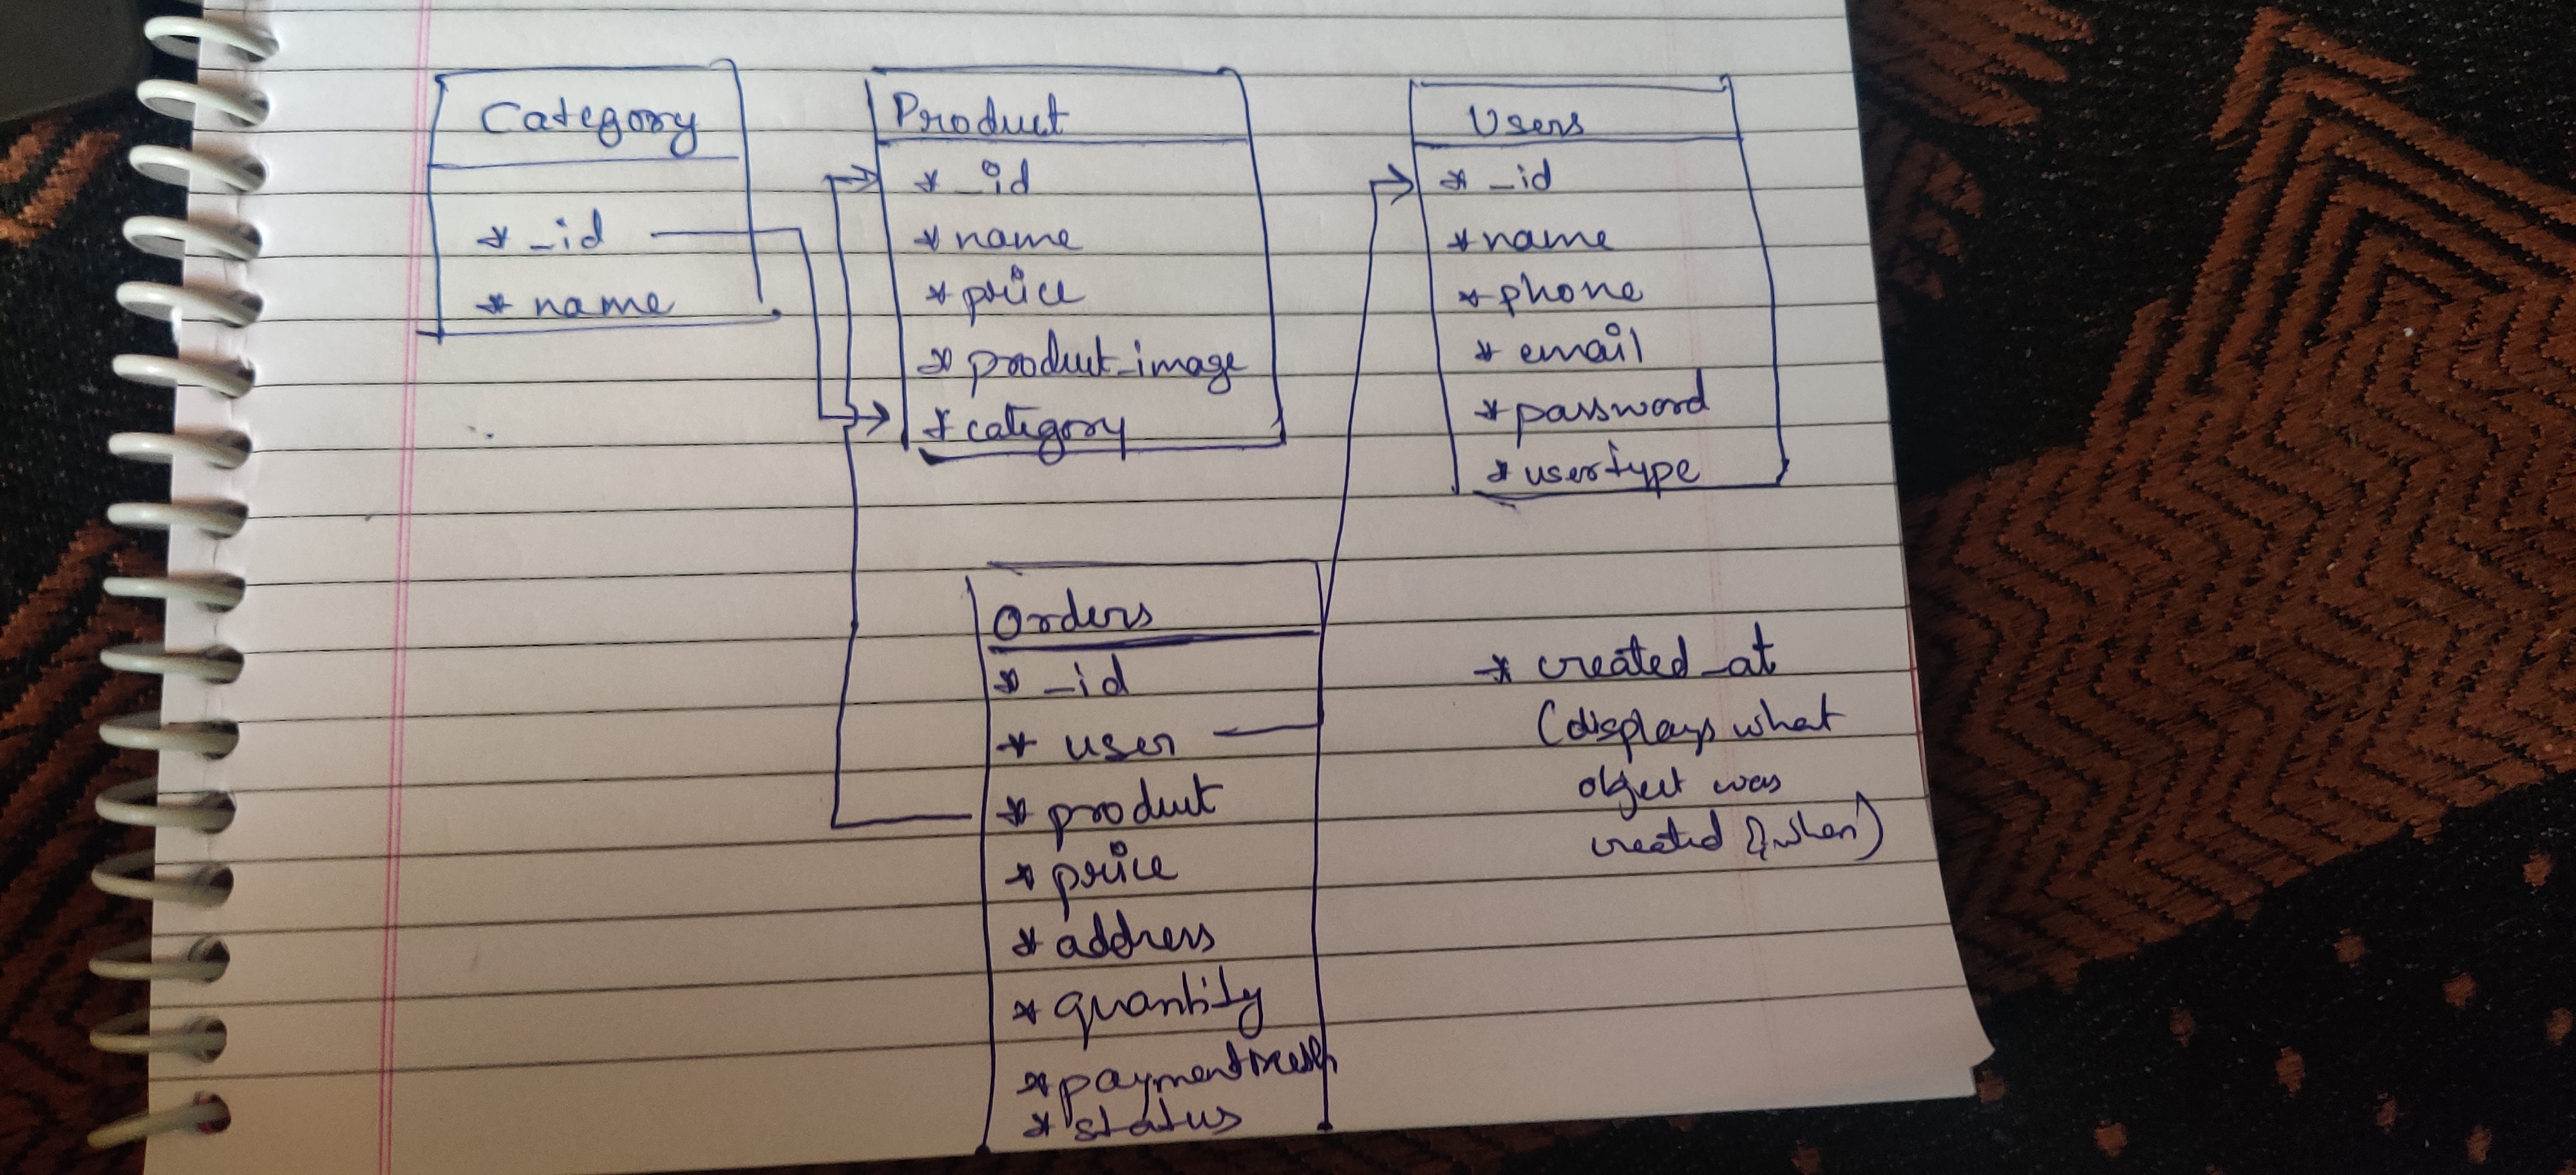 Category
* _id
* name
Product
* _id
* name
* price
* product_image
* category
Users
* _id
* name
* phone
* email
* password
* usertype
Orders
* _id
* user
* product
* price
* address
* quantity
* status
* created_at
(displays what
object was
created & when)